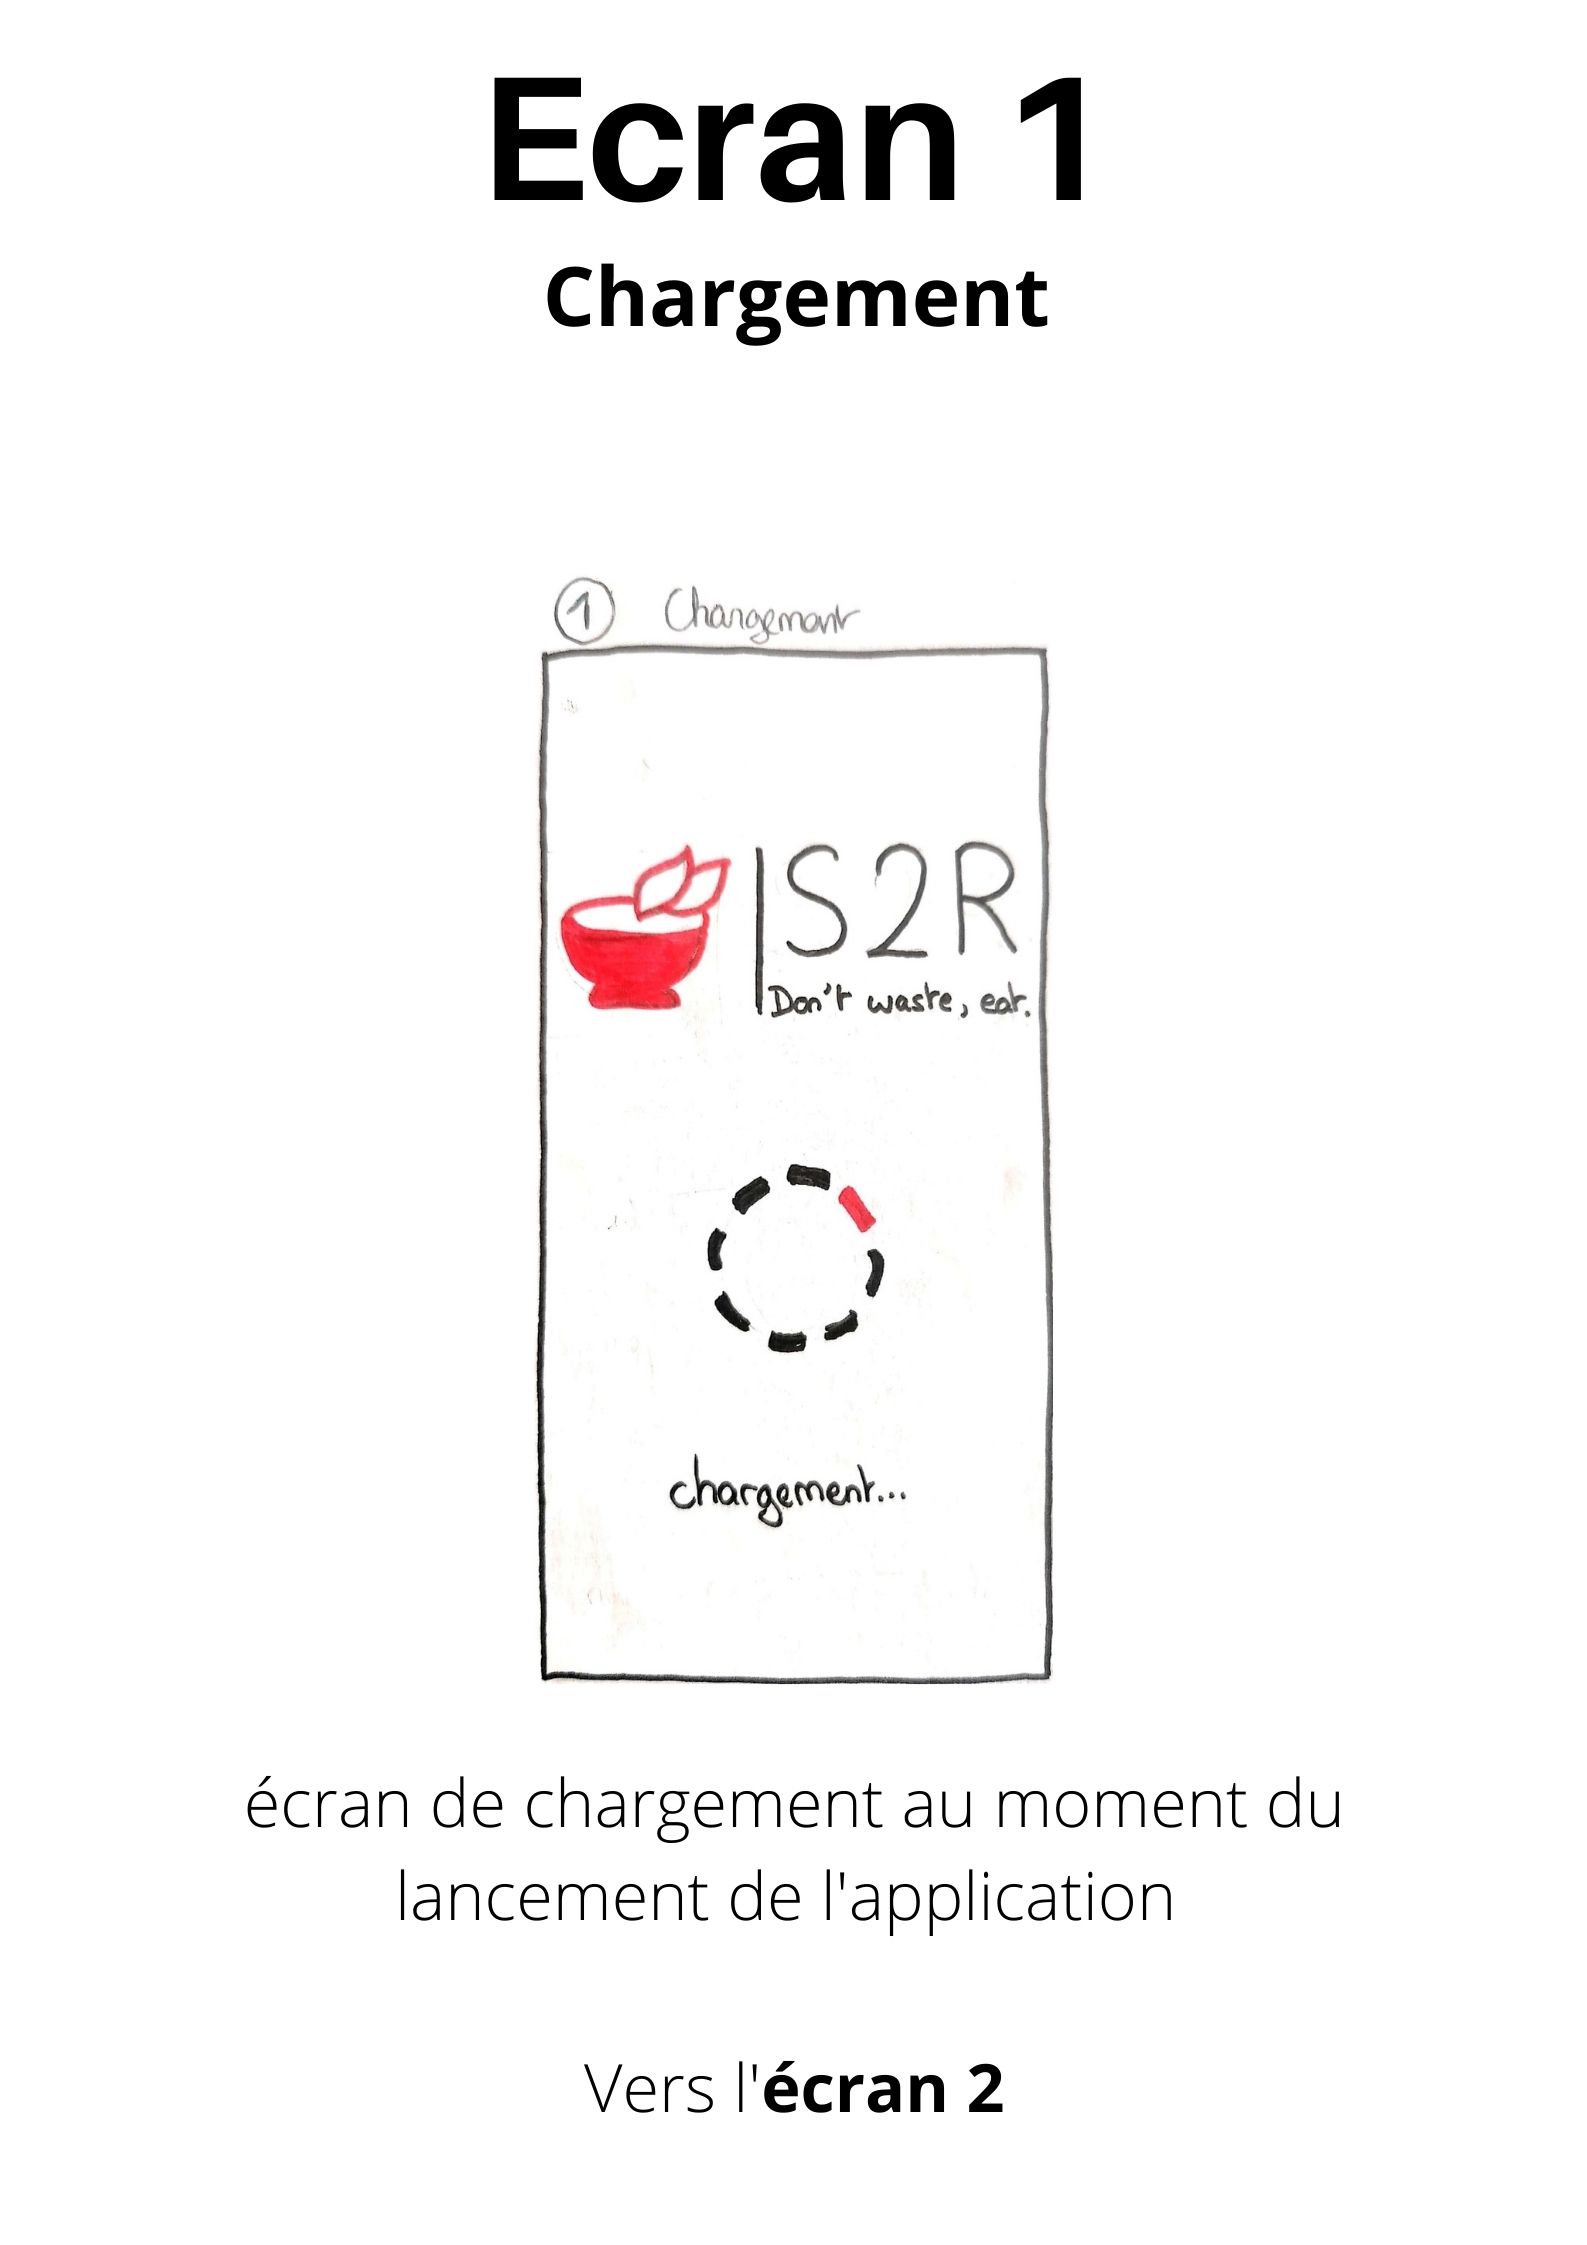 Ecran 1
Chargement
1 Chargement
S2R
Don't waste, eat.
chargement...
écran de chargement au moment du
lancement de l'application
Vers l'écran 2